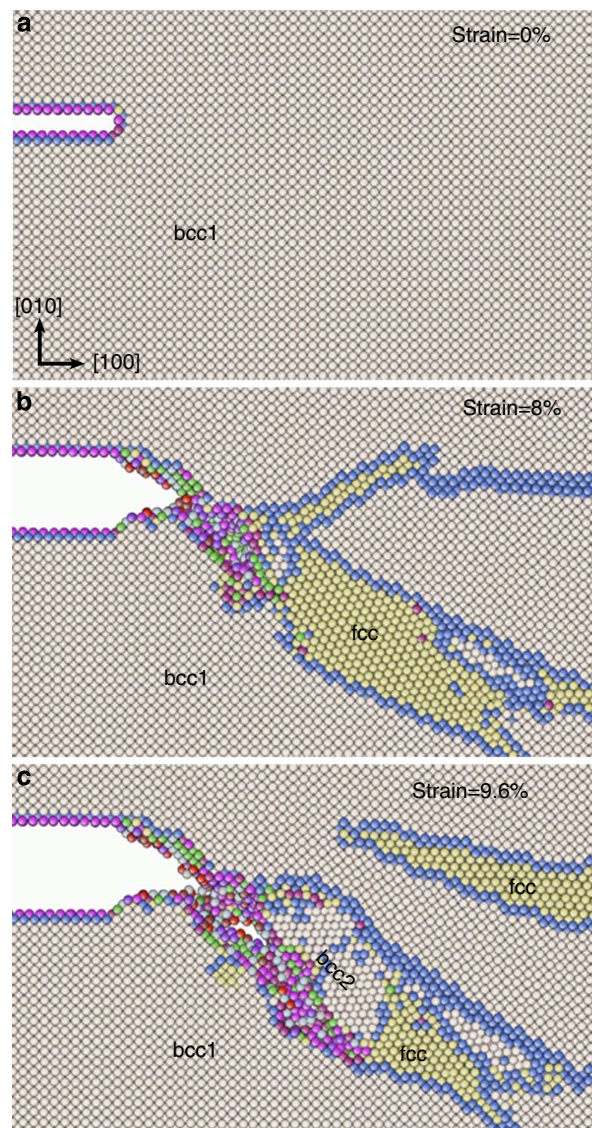 a
Strain=0%
bcc1
[010]
[100]
b
Strain=8%
fcc
bcc1
c
Strain=9.6%
fcc
bcc2
bcc1
fcc